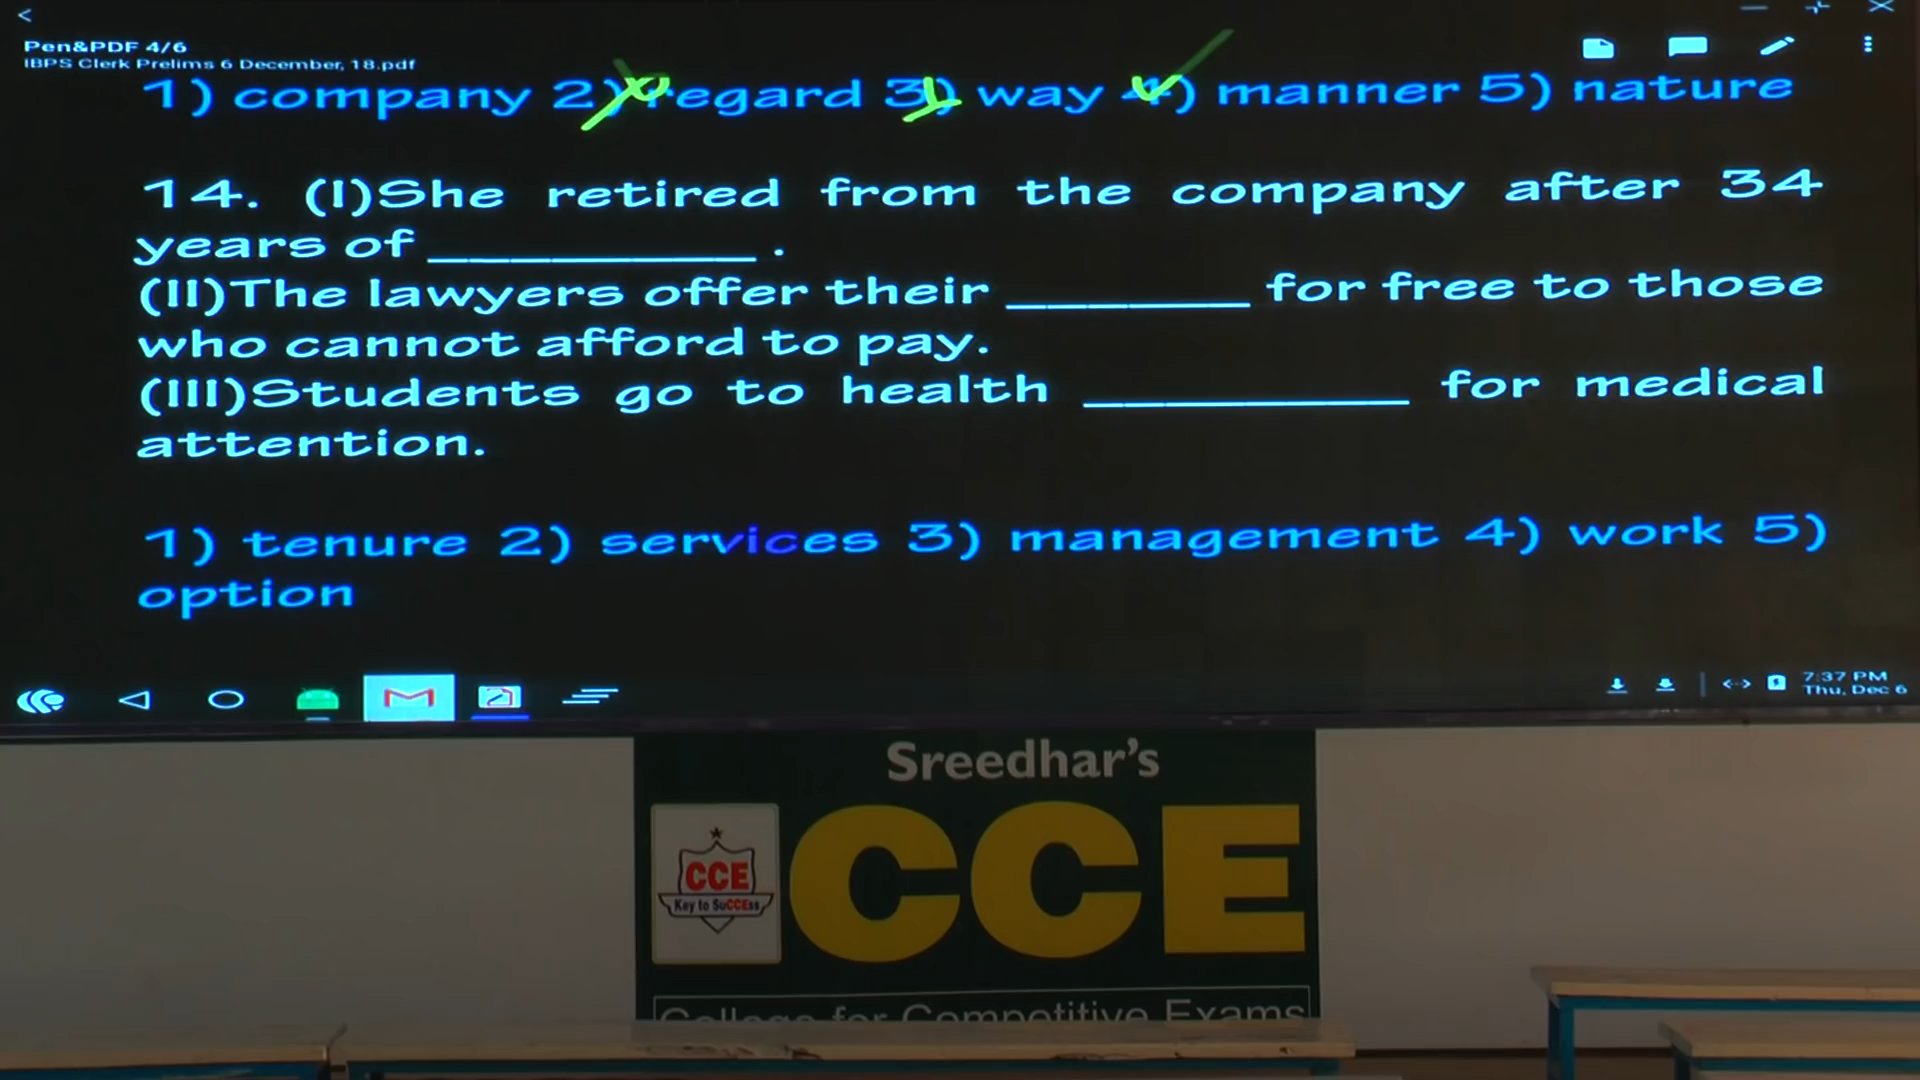 Pen&PDF 4/6
IBPS Clerk Prelims 6 December, 18.pdf
1) company 2) regard 3) way 4) manner 5) nature
14. (I)She retired from the company after 34
years of ____________ .
(II)The lawyers offer their _________ for free to those
who cannot afford to pay.
(III)Students go to health ____________ for medical
attention.
1) tenure 2) services 3) management 4) work 5)
option
7:37 PM
Thu, Dec 6
Sreedhar's
CCE
Key to SuCCEss
CCE
College for Competitive Exams